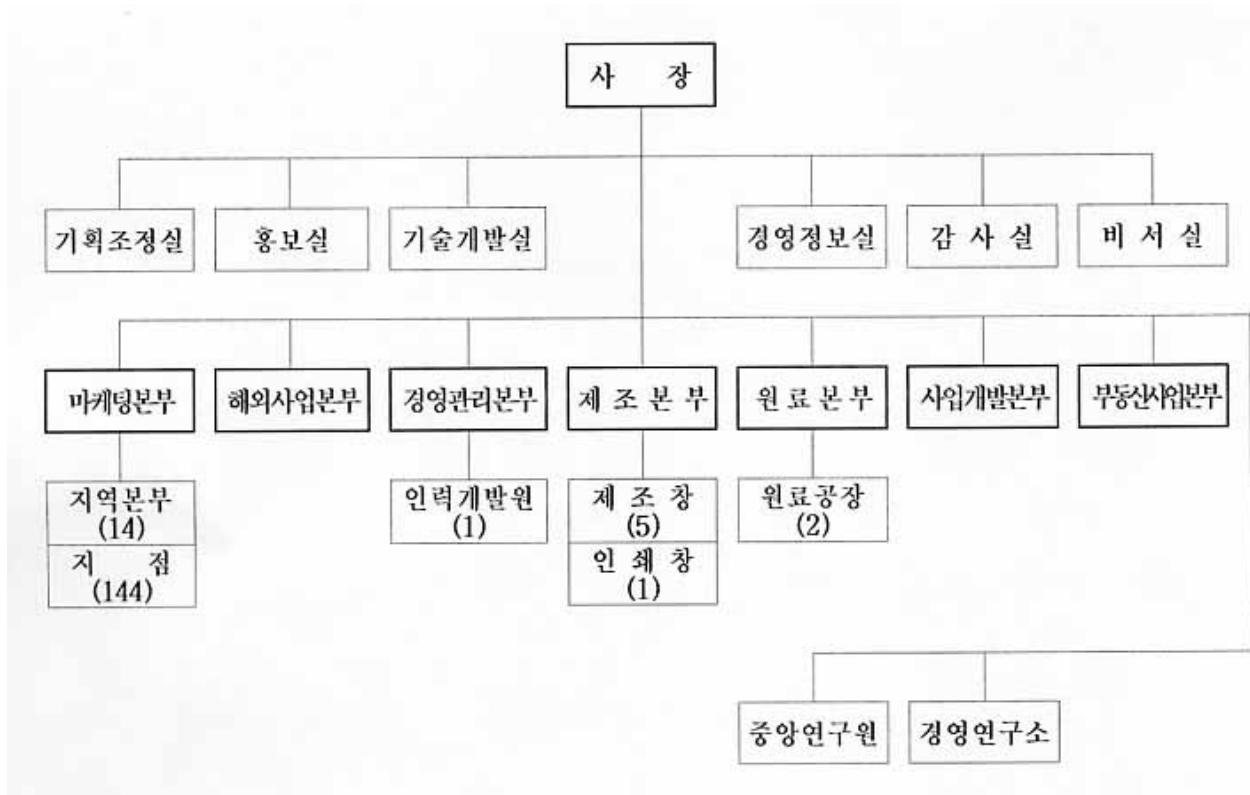 사 장
기획조정실
홍보실
기술개발실
경영정보실
감 사 실
비 서 실
마케팅본부
해외사업본부
경영관리본부
제 조 본 부
원 료 본 부
사업개발본부
부동산사업본부
지역본부
(14)
지 점
(144)
인력개발원
(1)
제 조 창
(5)
인 쇄 창
(1)
원료공장
(2)
중앙연구원
경영연구소